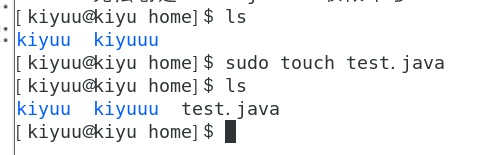 [kiyuu@kiyu home]$ ls
kiyuu  kiyuuu
[kiyuu@kiyu home]$ sudo touch test.java
[kiyuu@kiyu home]$ ls
kiyuu  kiyuuu  test.java
[kiyuu@kiyu home]$